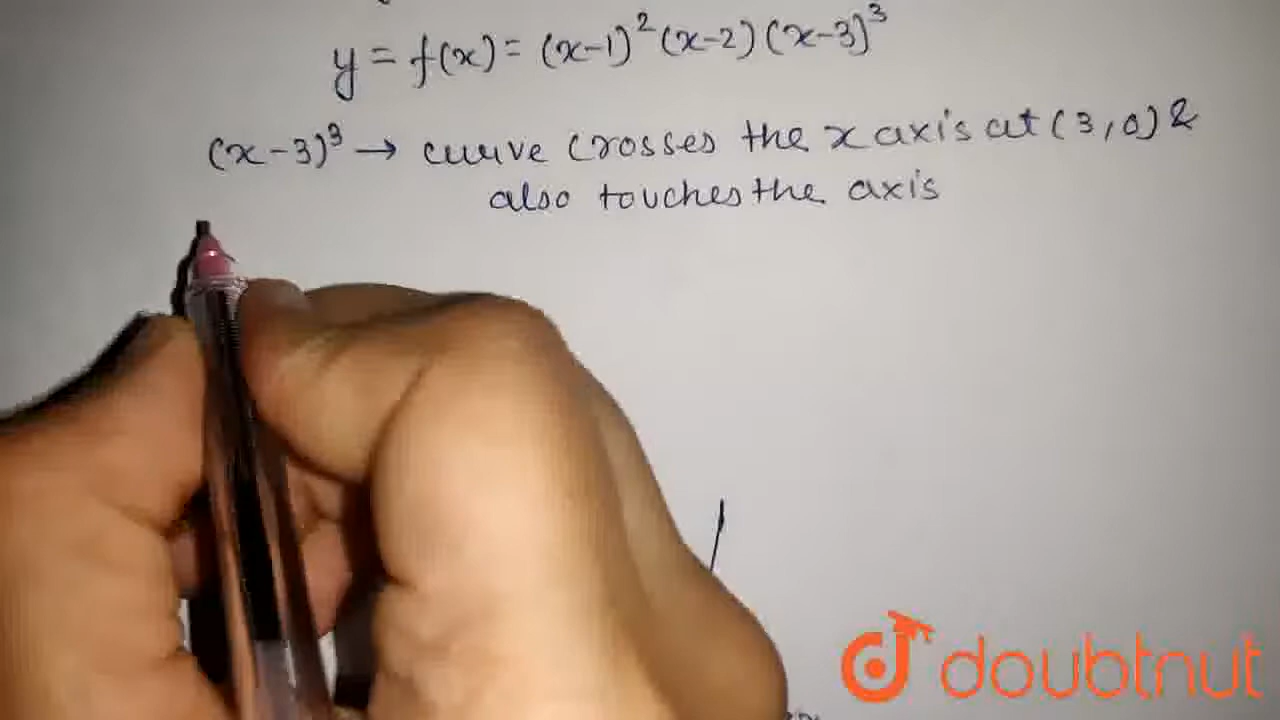 y = f(x) = (x-1)² (x-2) (x-3)³
(x-3)³ → curve crosses the x axis at (3,0) &
also touches the axis
doubtnut